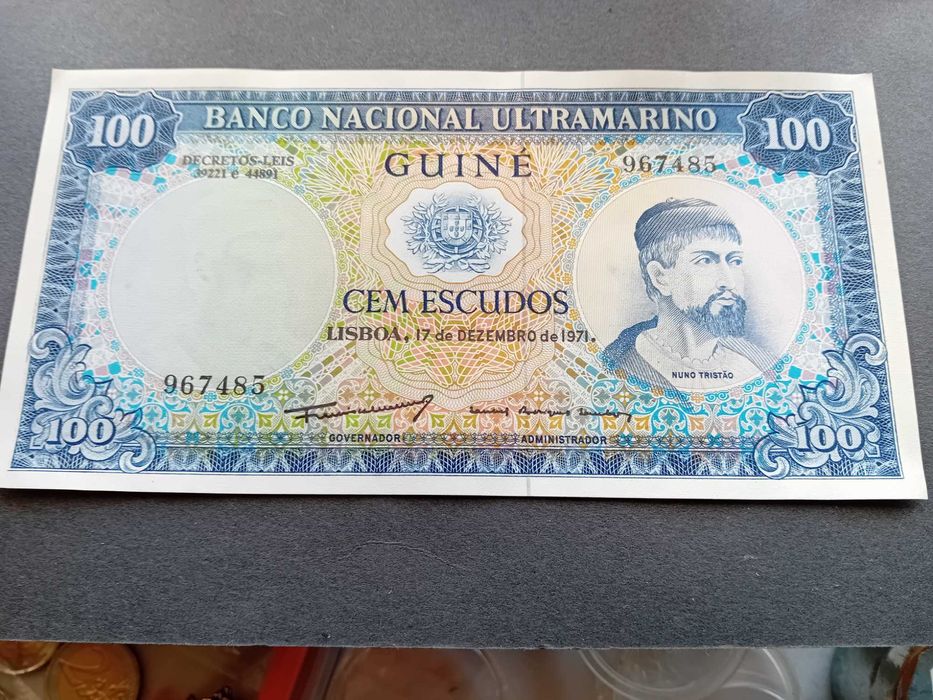 100 BANCO NACIONAL ULTRAMARINO 100
DECRETOS-LEIS
39221 e 44891
GUINÉ
967485
CEM ESCUDOS
LISBOA, 17 de DEZEMBRO de 1971.
967485
NUNO TRISTÃO
GOVERNADOR
ADMINISTRADOR
100
100